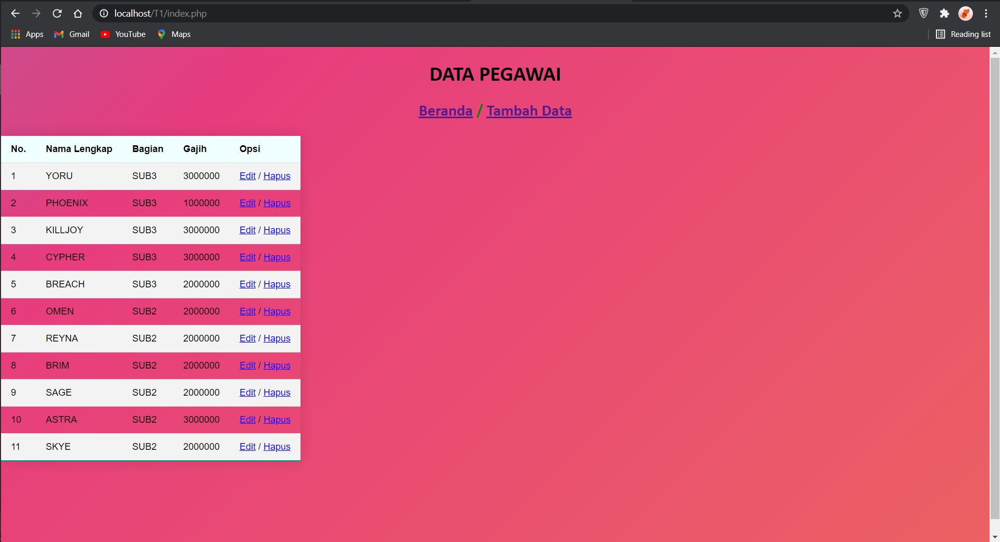 localhost/T1/index.php
Apps Gmail YouTube Maps Reading list
DATA PEGAWAI
Beranda / Tambah Data
No. Nama Lengkap Bagian Gajih Opsi
1 YORU SUB3 3000000 Edit / Hapus
2 PHOENIX SUB3 1000000 Edit / Hapus
3 KILLJOY SUB3 3000000 Edit / Hapus
4 CYPHER SUB3 3000000 Edit / Hapus
5 BREACH SUB3 2000000 Edit / Hapus
6 OMEN SUB2 2000000 Edit / Hapus
7 REYNA SUB2 2000000 Edit / Hapus
8 BRIM SUB2 2000000 Edit / Hapus
9 SAGE SUB2 2000000 Edit / Hapus
10 ASTRA SUB2 3000000 Edit / Hapus
11 SKYE SUB2 2000000 Edit / Hapus